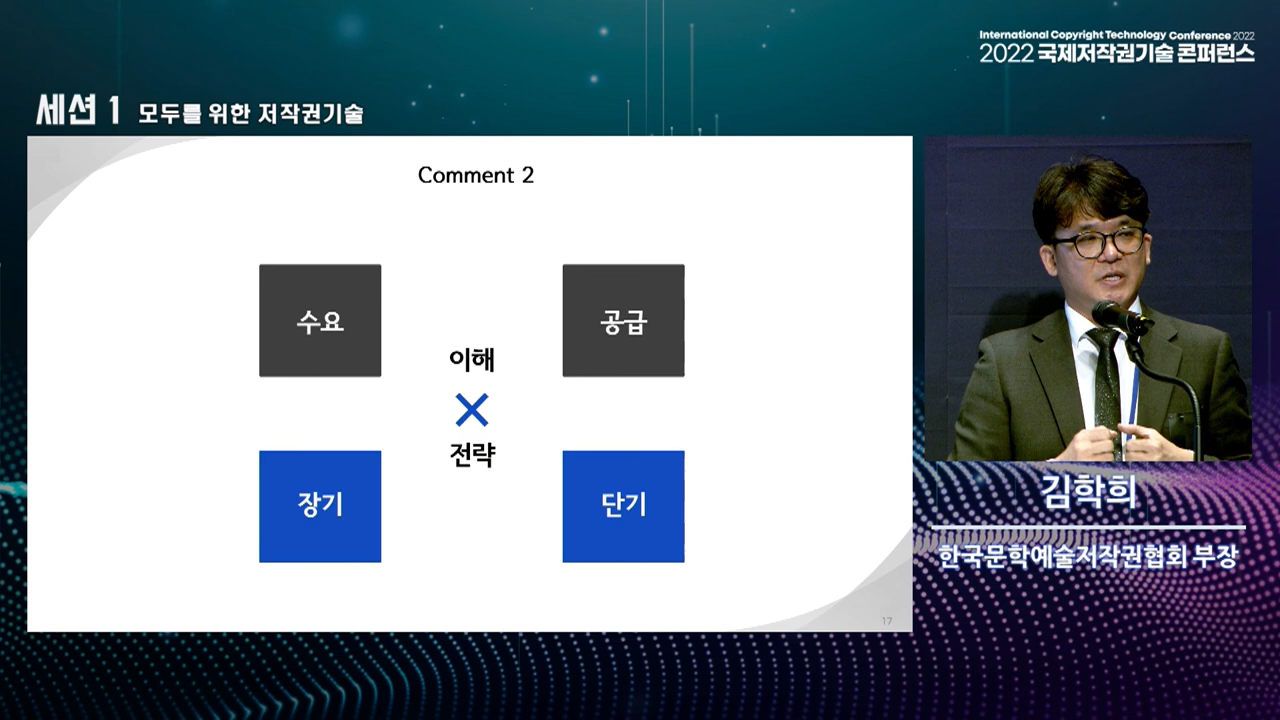 International Copyright Technology Conference 2022
2022 국제저작권기술 콘퍼런스
세션 1 모두를 위한 저작권기술
Comment 2
수요
공급
이해
×
전략
장기
단기
17
김학희
한국문학예술저작권협회 부장